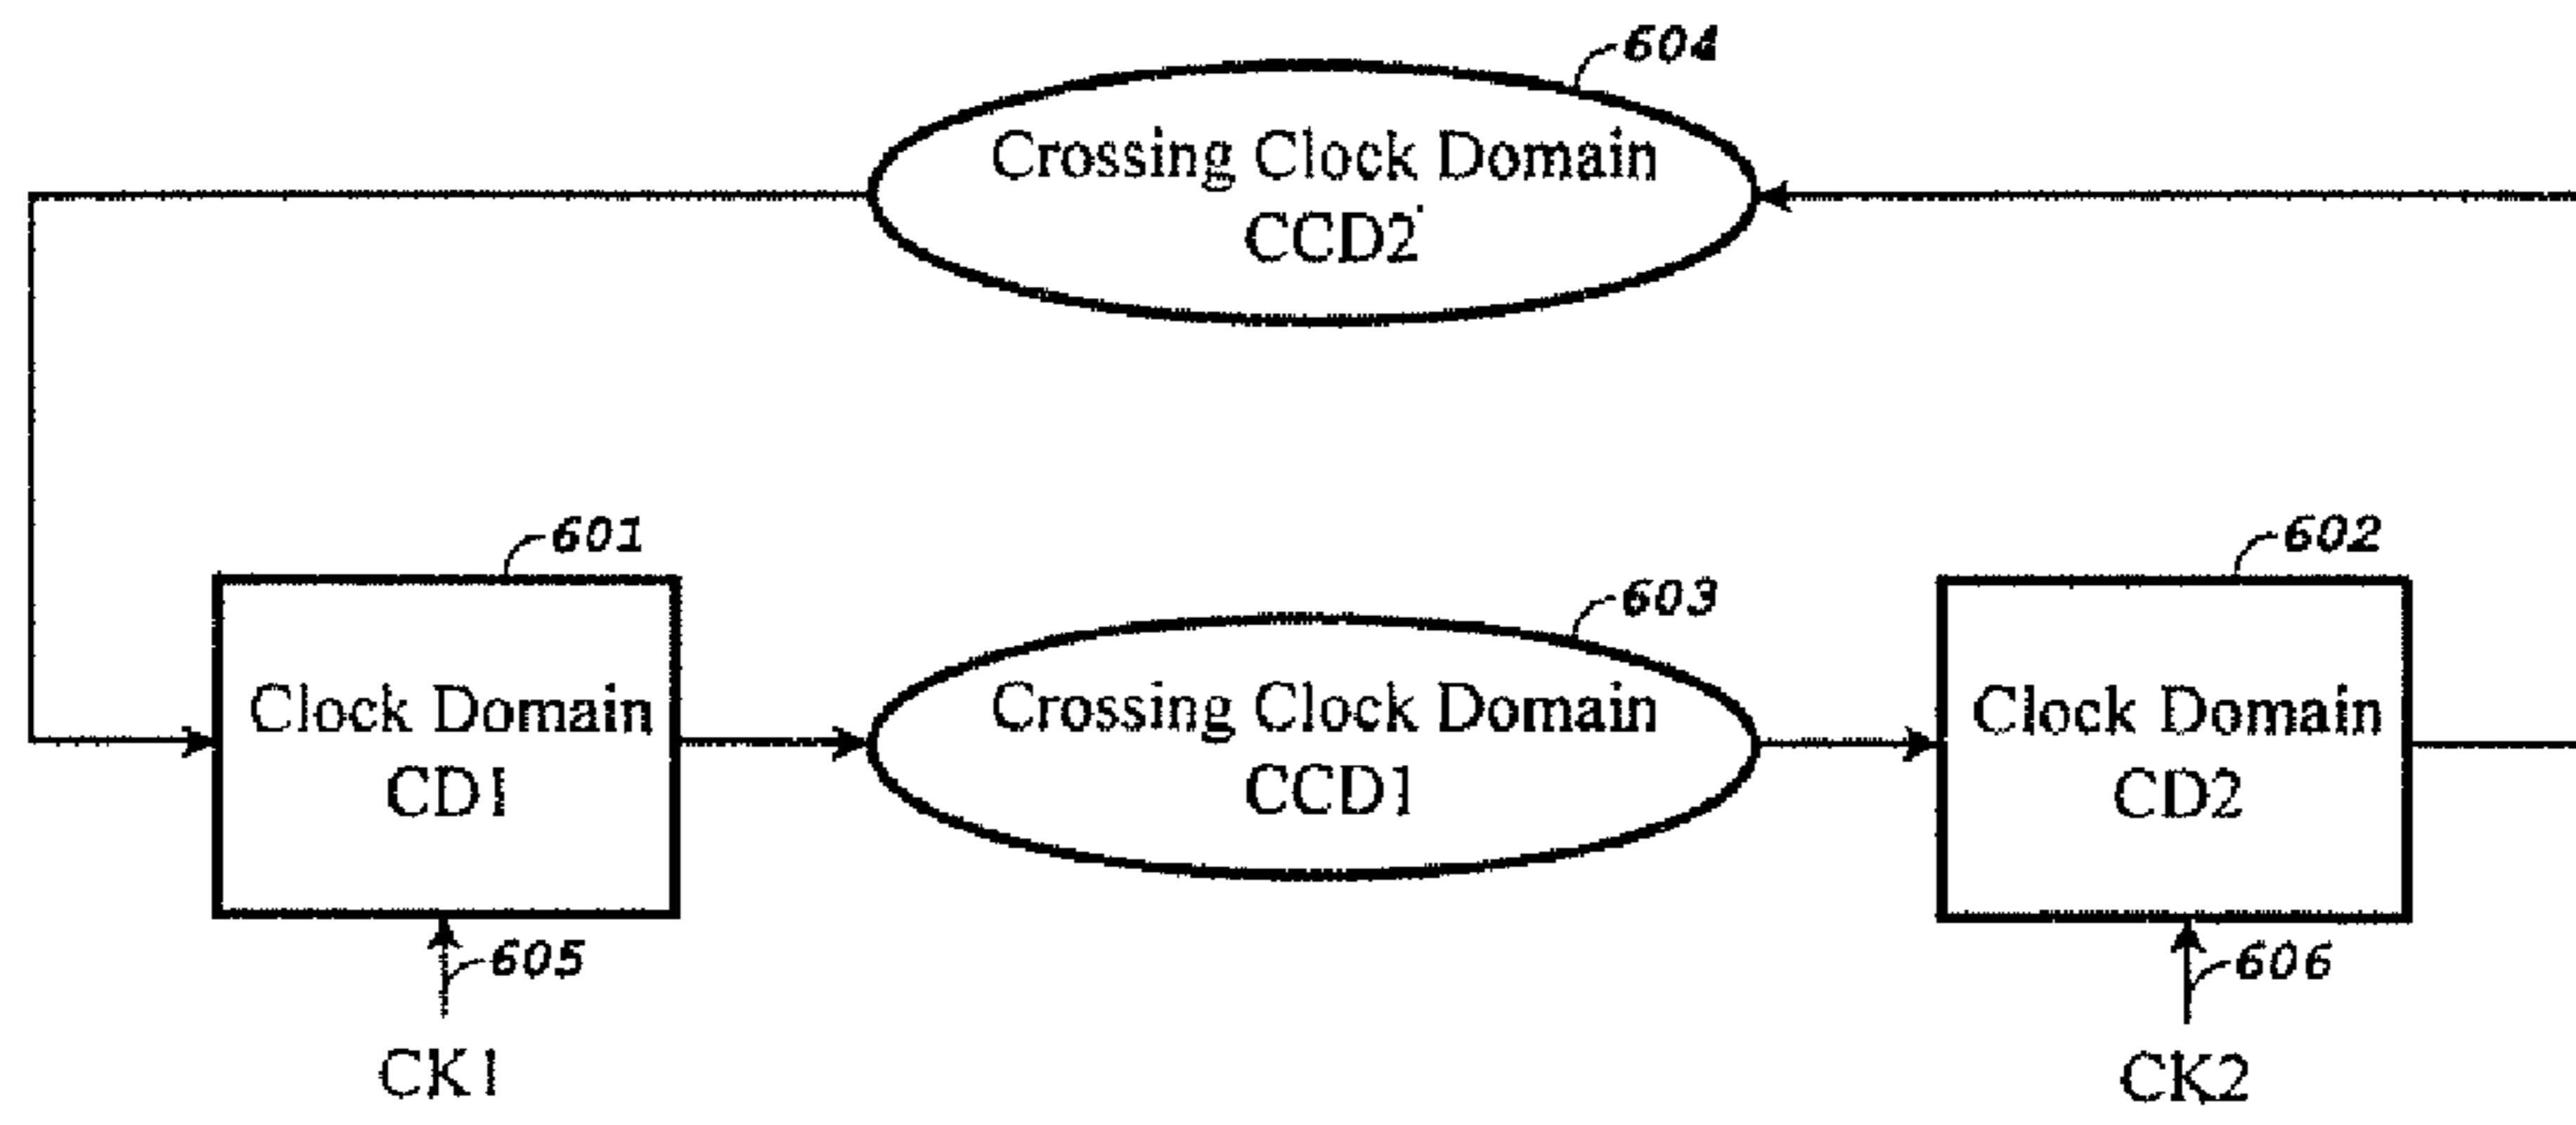 604
Crossing Clock Domain
CCD2
601
602
603
Clock Domain
CD1
Crossing Clock Domain
CCD1
Clock Domain
CD2
605
606
CK1
CK2